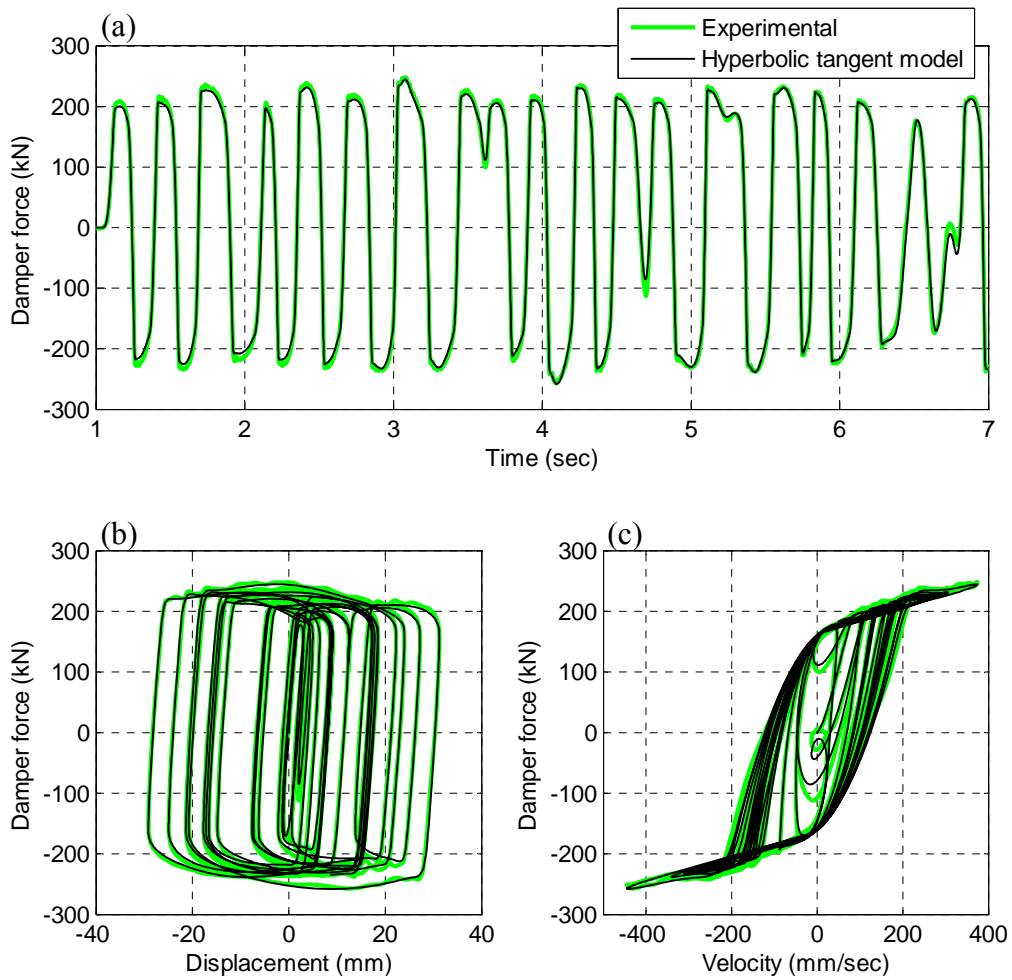 (a)
Experimental
Hyperbolic tangent model
300
200
100
0
-100
-200
-300
Damper force (kN)
1 2 3 4 5 6 7
Time (sec)
(b)
300
200
100
0
-100
-200
-300
Damper force (kN)
-40 -20 0 20 40
Displacement (mm)
(c)
300
200
100
0
-100
-200
-300
Damper force (kN)
-400 -200 0 200 400
Velocity (mm/sec)